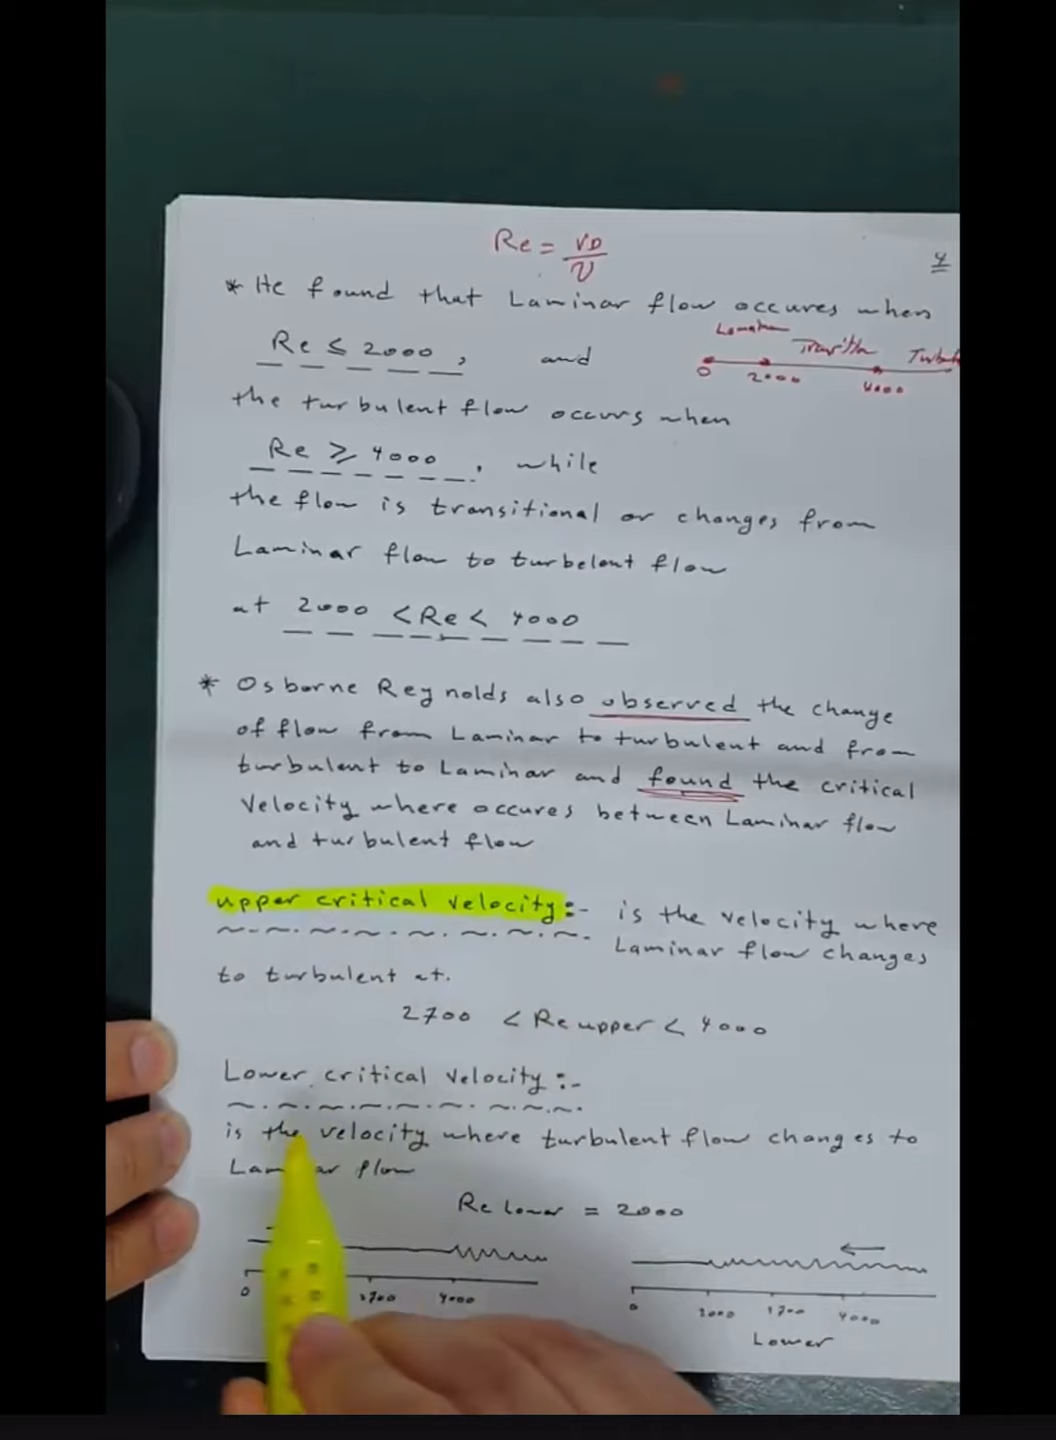 Re = VD/υ
4
* He found that Laminar flow occures when
Re ≤ 2000 , and
0 2000 4000
the turbulent flow occurs when
Re ≥ 4000 , while
the flow is transitional or changes from
Laminar flow to turbelent flow
at 2000 < Re < 4000
* Osborne Reynolds also observed the change
of flow from Laminar to turbulent and from
turbulent to Laminar and found the critical
Velocity where occures between Laminar flow
and turbulent flow
upper critical velocity:- is the velocity where
Laminar flow changes
to turbulent at.
2700 < Re upper < 4000
Lower critical velocity :-
is the velocity where turbulent flow changes to
flow
Re lower = 2000
0 2700 4000
0 2000 2700 4000
Lower